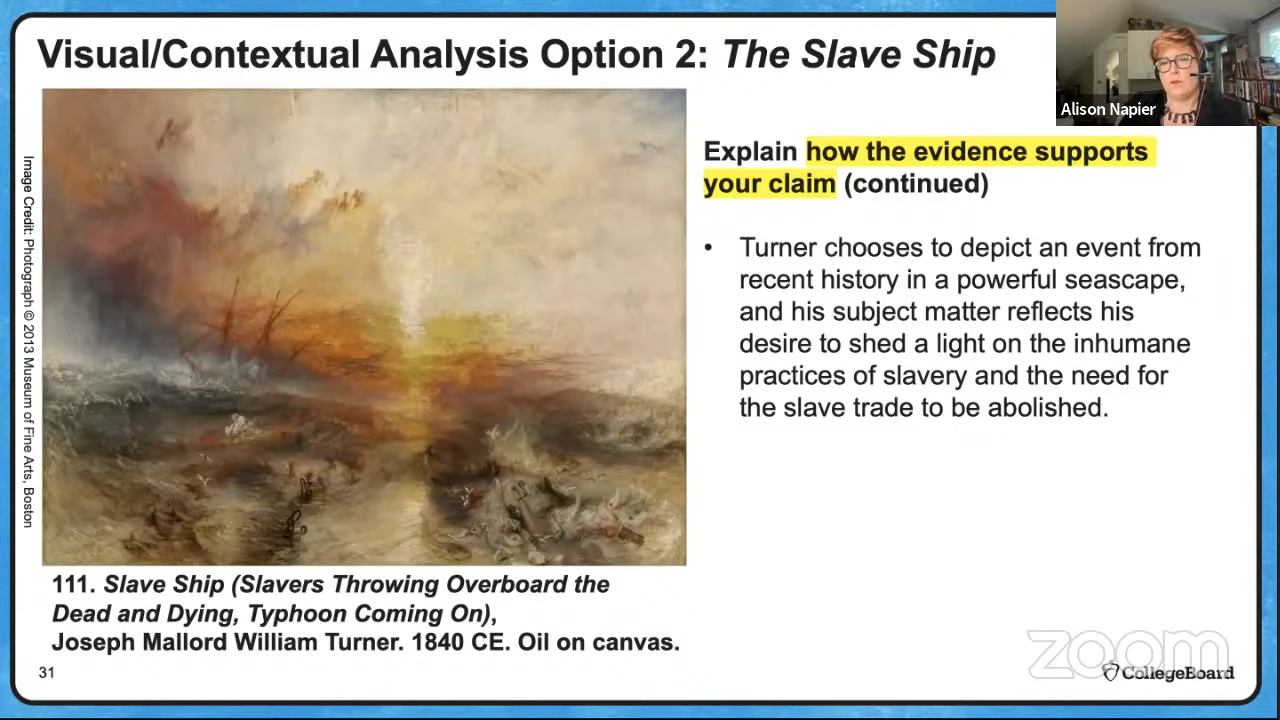 Visual/Contextual Analysis Option 2: The Slave Ship
Alison Napier
Image Credit: Photograph © 2013 Museum of Fine Arts, Boston
Explain how the evidence supports
your claim (continued)
• Turner chooses to depict an event from
recent history in a powerful seascape,
and his subject matter reflects his
desire to shed a light on the inhumane
practices of slavery and the need for
the slave trade to be abolished.
111. Slave Ship (Slavers Throwing Overboard the
Dead and Dying, Typhoon Coming On),
Joseph Mallord William Turner. 1840 CE. Oil on canvas.
31
zoom
CollegeBoard